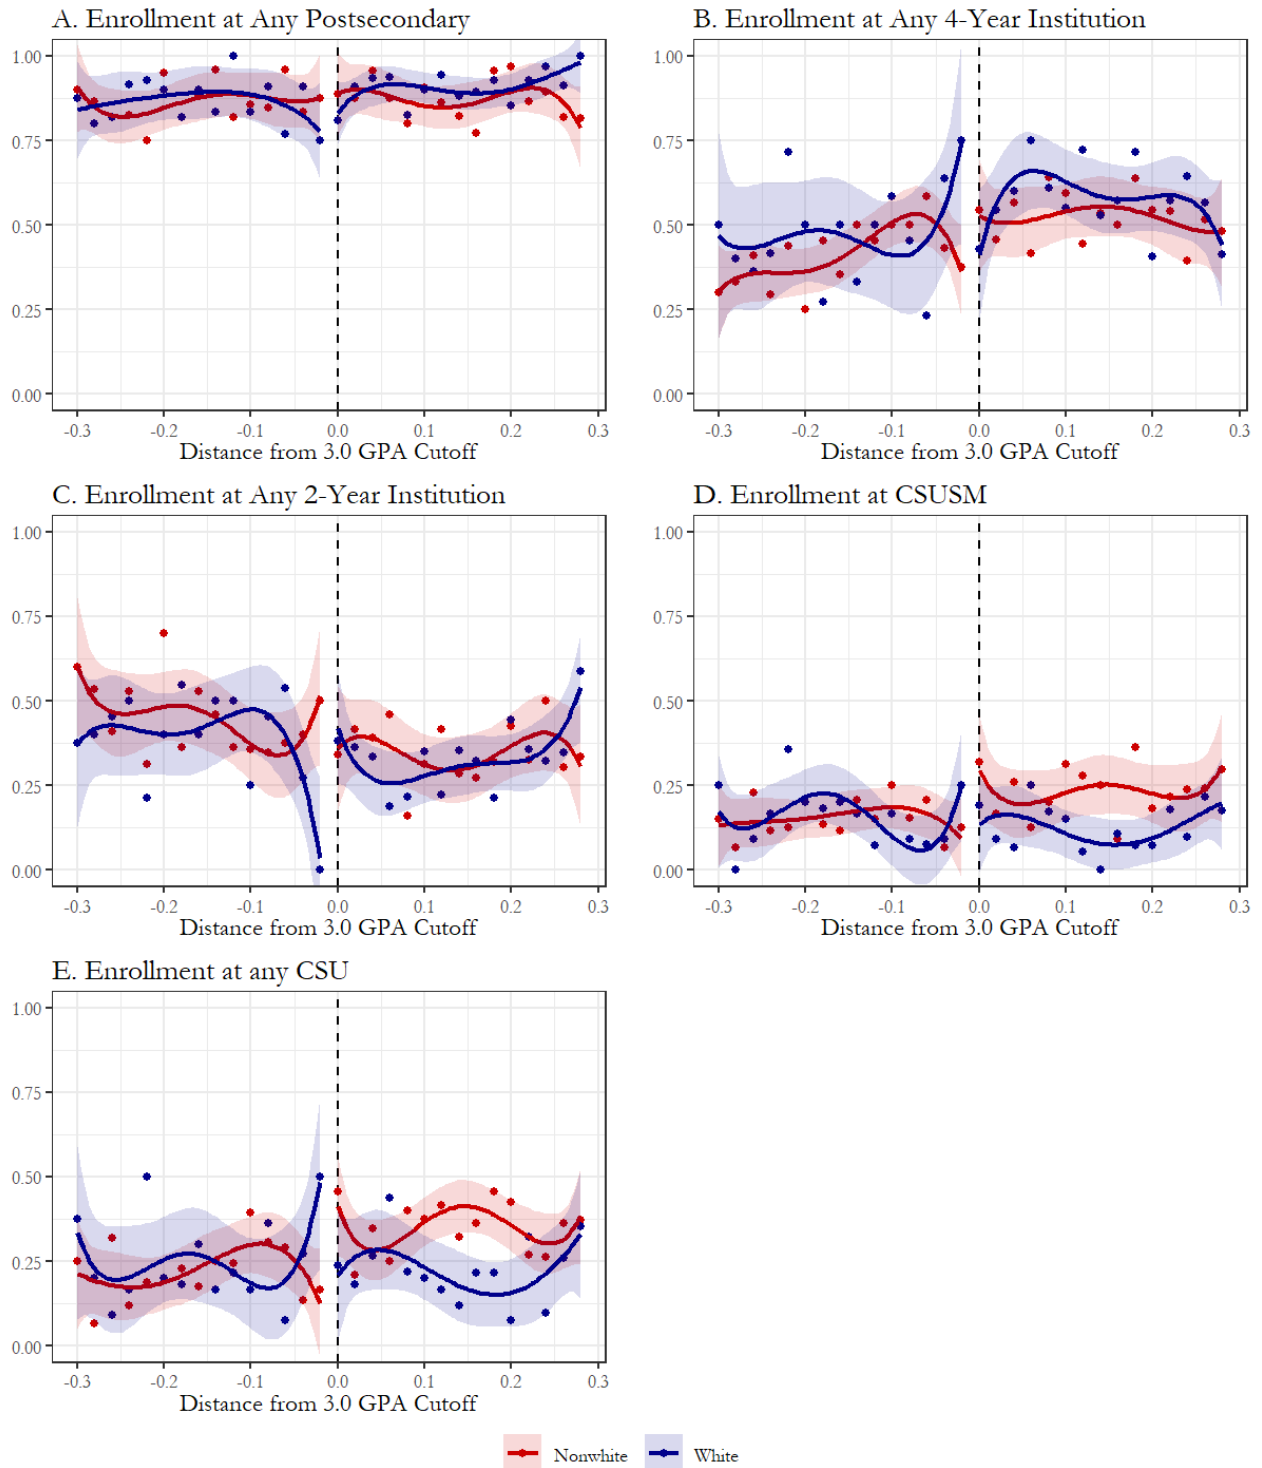 A. Enrollment at Any Postsecondary
1.00
0.75
0.50
0.25
0.00
-0.3 -0.2 -0.1 0.0 0.1 0.2 0.3
Distance from 3.0 GPA Cutoff
B. Enrollment at Any 4-Year Institution
1.00
0.75
0.50
0.25
0.00
-0.3 -0.2 -0.1 0.0 0.1 0.2 0.3
Distance from 3.0 GPA Cutoff
C. Enrollment at Any 2-Year Institution
1.00
0.75
0.50
0.25
0.00
-0.3 -0.2 -0.1 0.0 0.1 0.2 0.3
Distance from 3.0 GPA Cutoff
D. Enrollment at CSUSM
1.00
0.75
0.50
0.25
0.00
-0.3 -0.2 -0.1 0.0 0.1 0.2 0.3
Distance from 3.0 GPA Cutoff
E. Enrollment at any CSU
1.00
0.75
0.50
0.25
0.00
-0.3 -0.2 -0.1 0.0 0.1 0.2 0.3
Distance from 3.0 GPA Cutoff
Nonwhite White